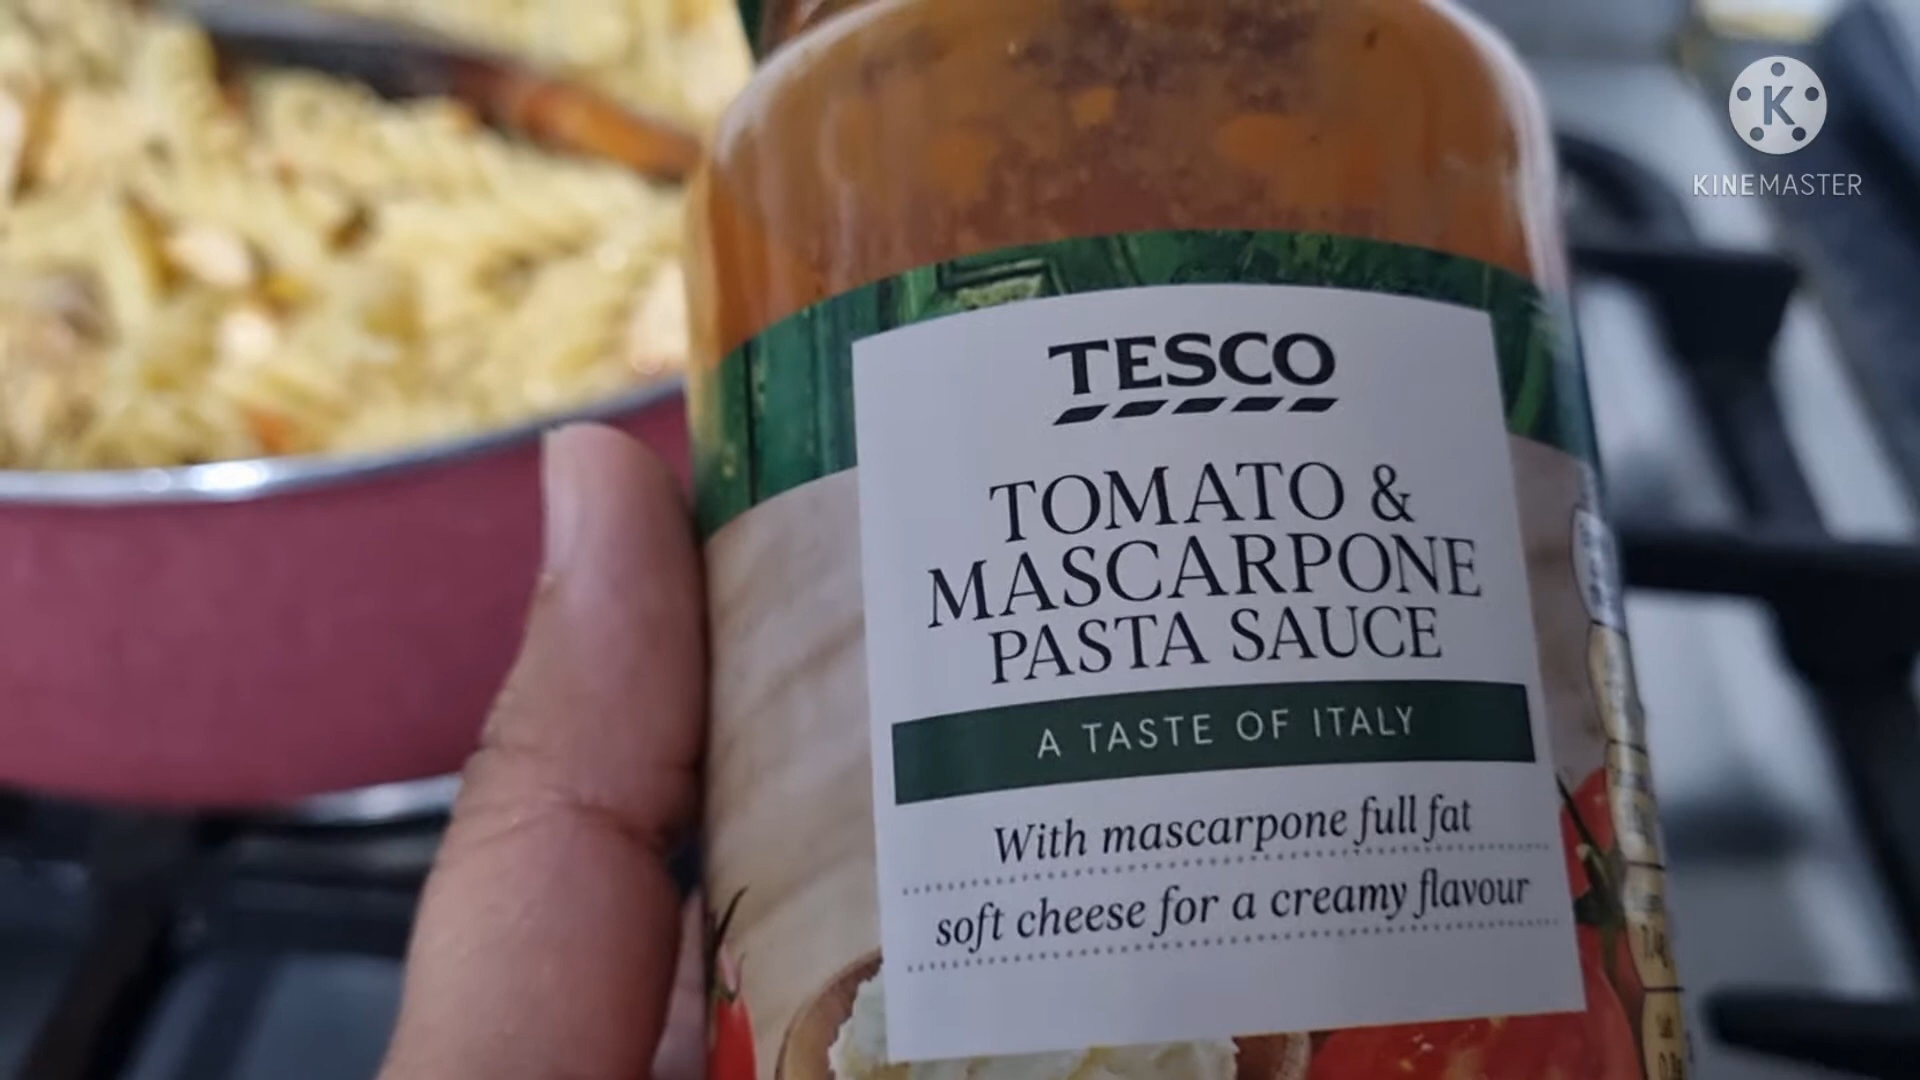 K
KINEMASTER
TESCO
TOMATO &
MASCARPONE
PASTA SAUCE
A TASTE OF ITALY
With mascarpone full fat
soft cheese for a creamy flavour